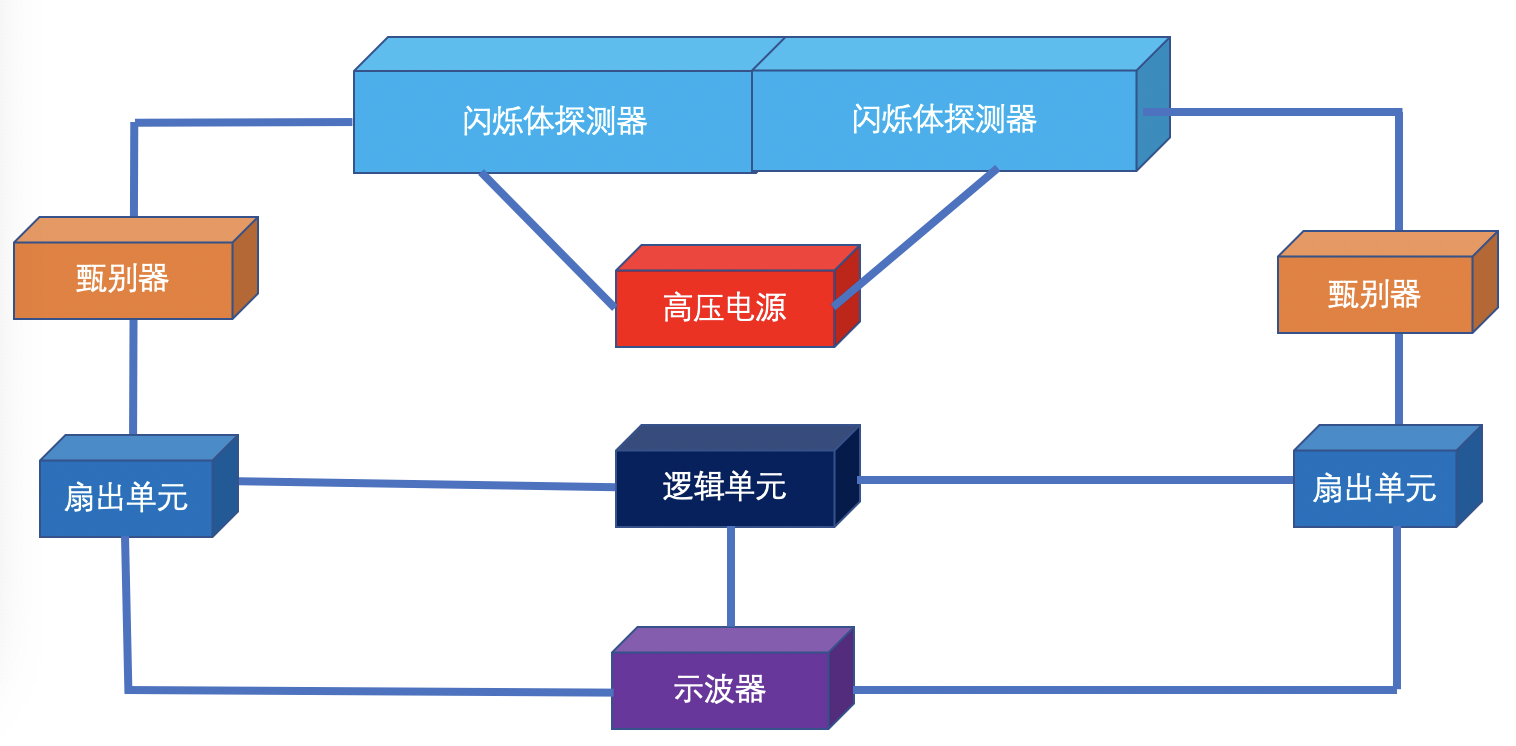 闪烁体探测器
闪烁体探测器
甄别器
高压电源
甄别器
扇出单元
逻辑单元
扇出单元
示波器